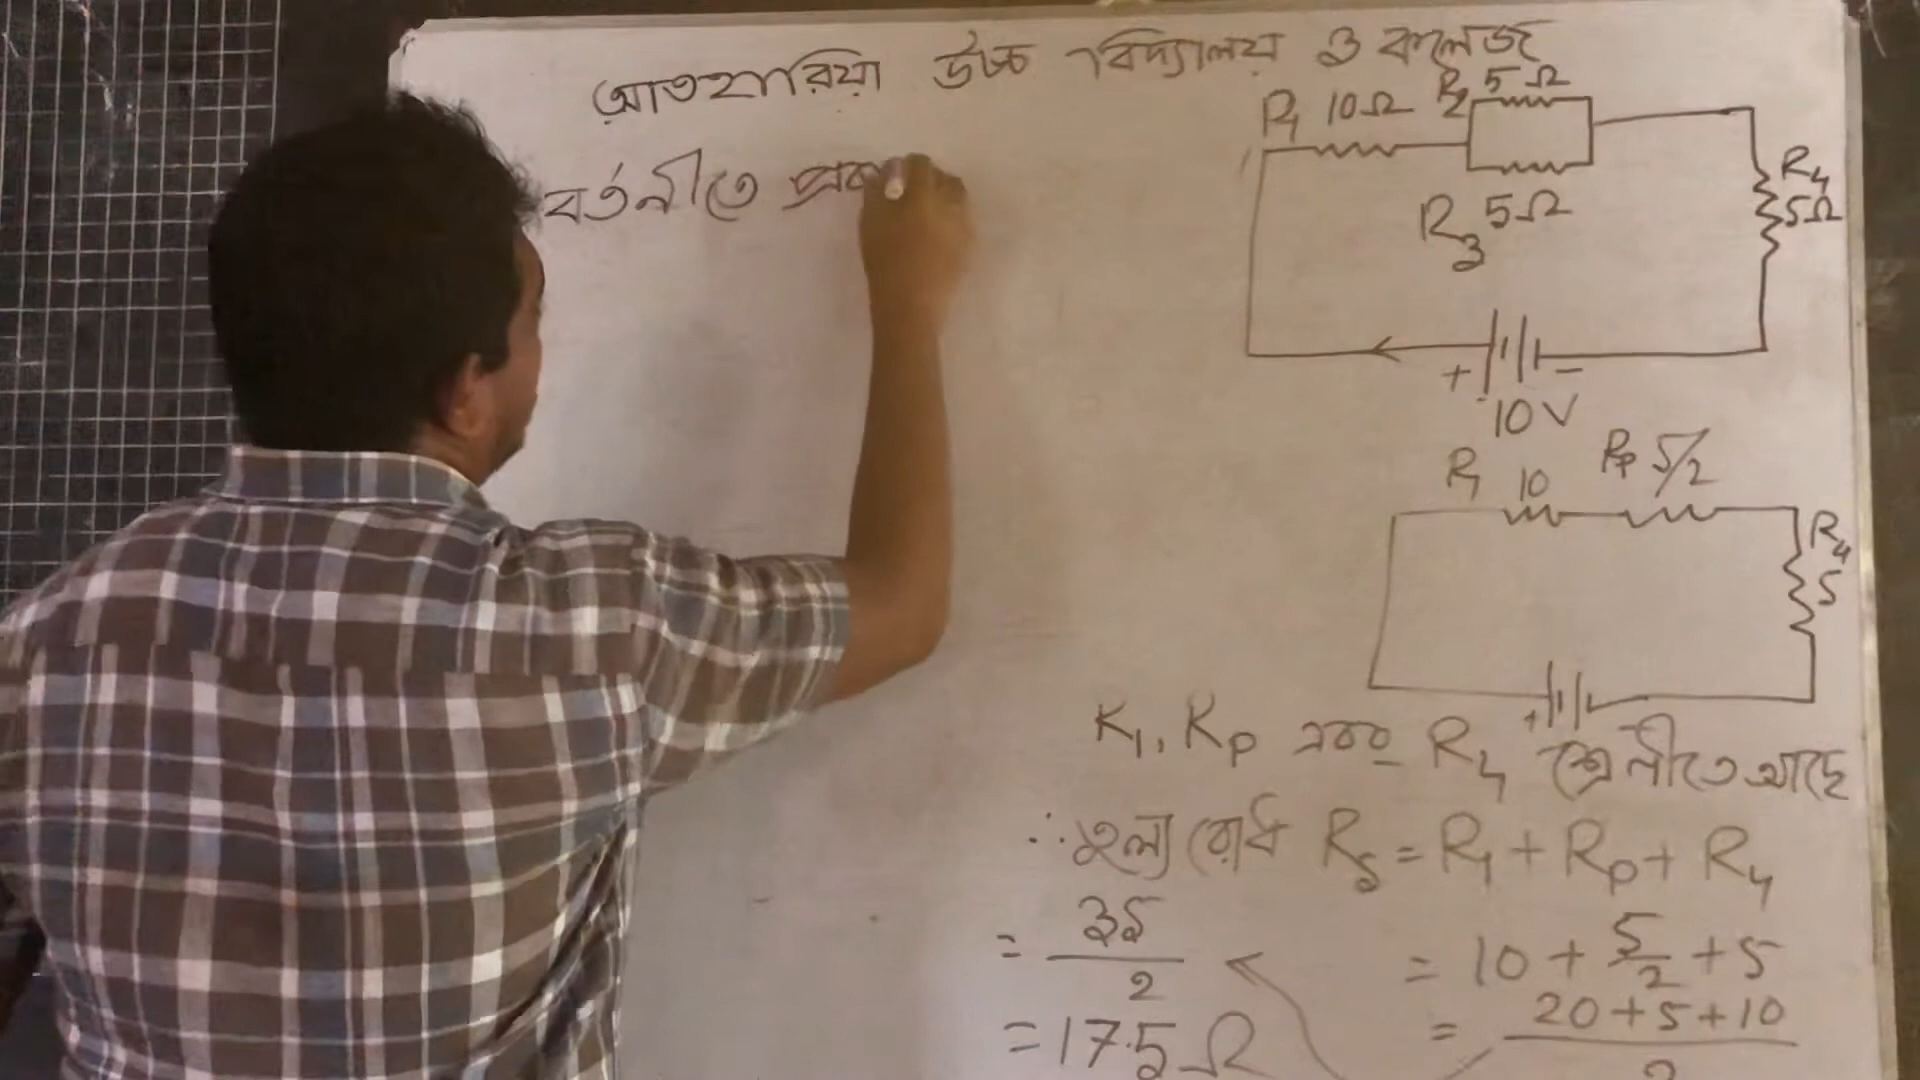 আতহারিয়া উচ্চ বিদ্যালয় ও কলেজ
বর্তনীতে প্রবা
R₁ 10Ω R₂ 5Ω
R₃ 5Ω
R₄ 5Ω
+ −
10V
R₁ 10 Rp 5/2
R₄ 5
+
R₁, Rp এবং R₄ শ্রেনীতে আছে
∴ তুল্য রোধ Rs = R₁ + Rp + R₄
= 10 + 5/2 + 5
= 20+5+10/2
= 35/2
= 17.5 Ω